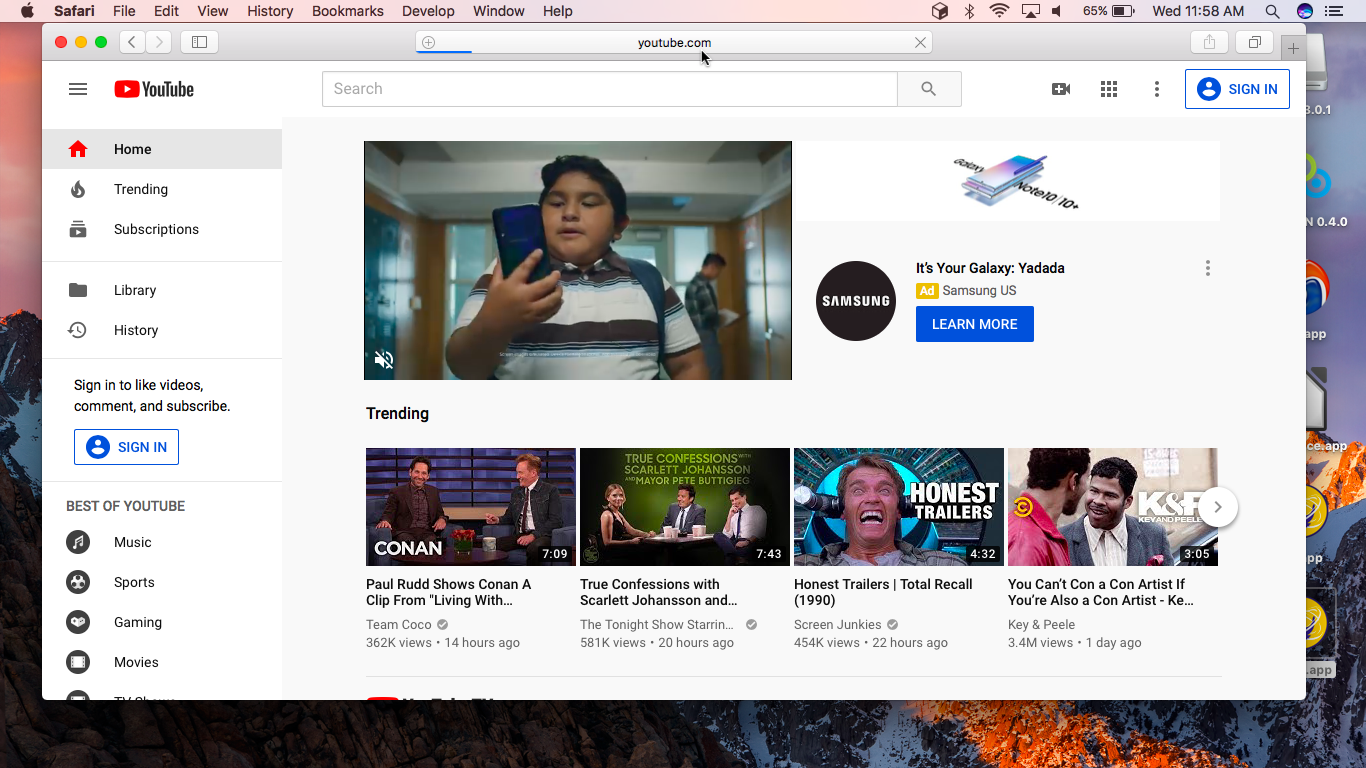 Safari File Edit View History Bookmarks Develop Window Help 65% Wed 11:58 AM
youtube.com
YouTube
Search
SIGN IN
Home
Trending
Subscriptions
Library
History
Sign in to like videos,
comment, and subscribe.
SIGN IN
BEST OF YOUTUBE
Music
Sports
Gaming
Movies
Galaxy Note10/10+
SAMSUNG
It's Your Galaxy: Yadada
Ad Samsung US
LEARN MORE
Trending
CONAN
7:09
Paul Rudd Shows Conan A
Clip From "Living With…
Team Coco
362K views • 14 hours ago
TRUE CONFESSIONS WITH
SCARLETT JOHANSSON
AND MAYOR PETE BUTTIGIEG
7:43
True Confessions with
Scarlett Johansson and…
The Tonight Show Starrin…
581K views • 20 hours ago
HONEST
TRAILERS
4:32
Honest Trailers | Total Recall
(1990)
Screen Junkies
454K views • 22 hours ago
K&P
KEY AND PEELE
3:05
You Can't Con a Con Artist If
You're Also a Con Artist - Ke…
Key & Peele
3.4M views • 1 day ago
N 0.4.0
.app